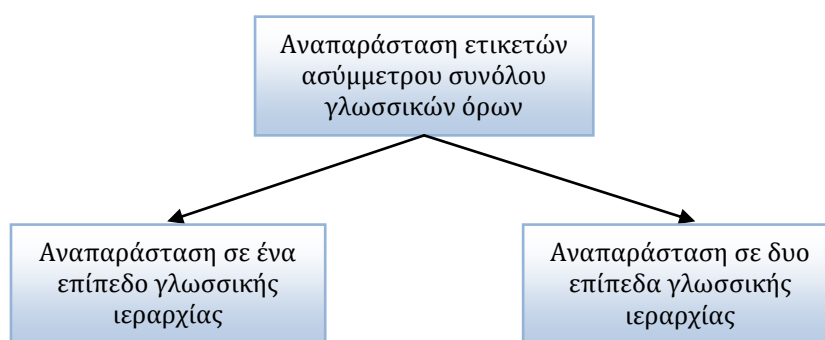 Αναπαράσταση ετικετών
ασύμμετρου συνόλου
γλωσσικών όρων
Αναπαράσταση σε ένα
επίπεδο γλωσσικής
ιεραρχίας
Αναπαράσταση σε δυο
επίπεδα γλωσσικής
ιεραρχίας